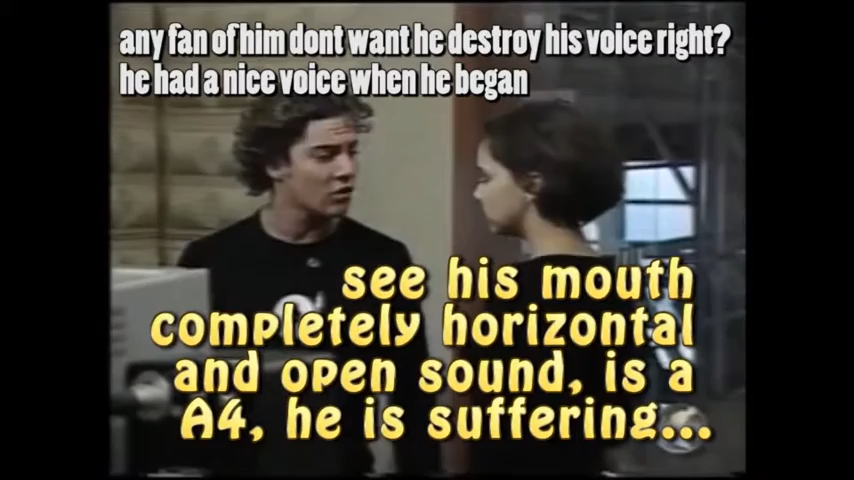 any fan of him dont want he destroy his voice right?
he had a nice voice when he began
see his mouth
completely horizontal
and open sound, is a
A4, he is suffering...